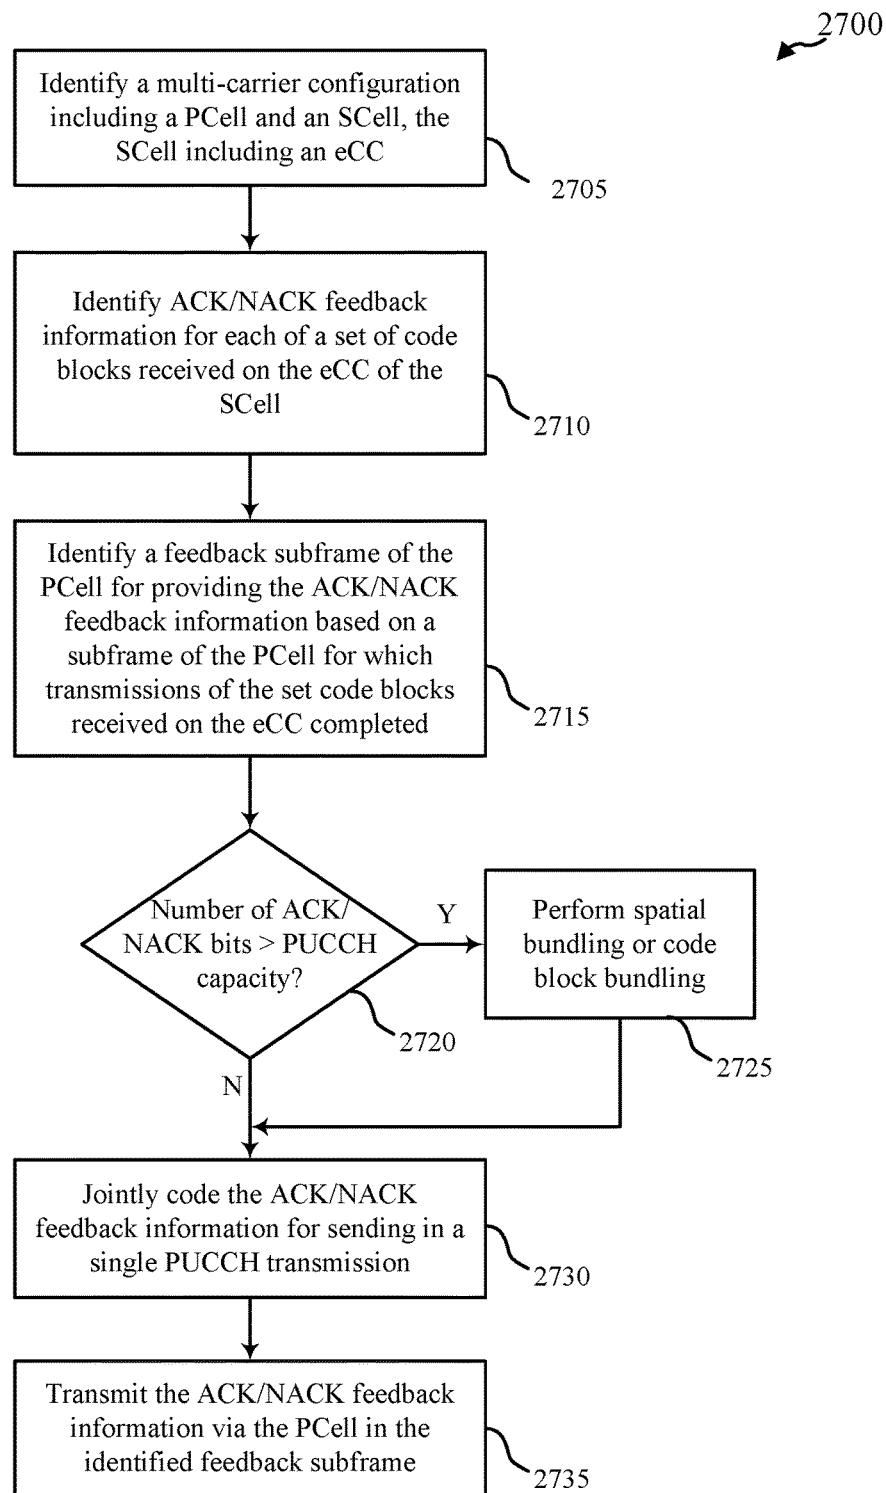 2700
Identify a multi-carrier configuration
including a PCell and an SCell, the
SCell including an eCC
2705
Identify ACK/NACK feedback
information for each of a set of code
blocks received on the eCC of the
SCell
2710
Identify a feedback subframe of the
PCell for providing the ACK/NACK
feedback information based on a
subframe of the PCell for which
transmissions of the set code blocks
received on the eCC completed
2715
Number of ACK/
NACK bits > PUCCH
capacity?
2720
Y
Perform spatial
bundling or code
block bundling
2725
N
Jointly code the ACK/NACK
feedback information for sending in a
single PUCCH transmission
2730
Transmit the ACK/NACK feedback
information via the PCell in the
identified feedback subframe
2735